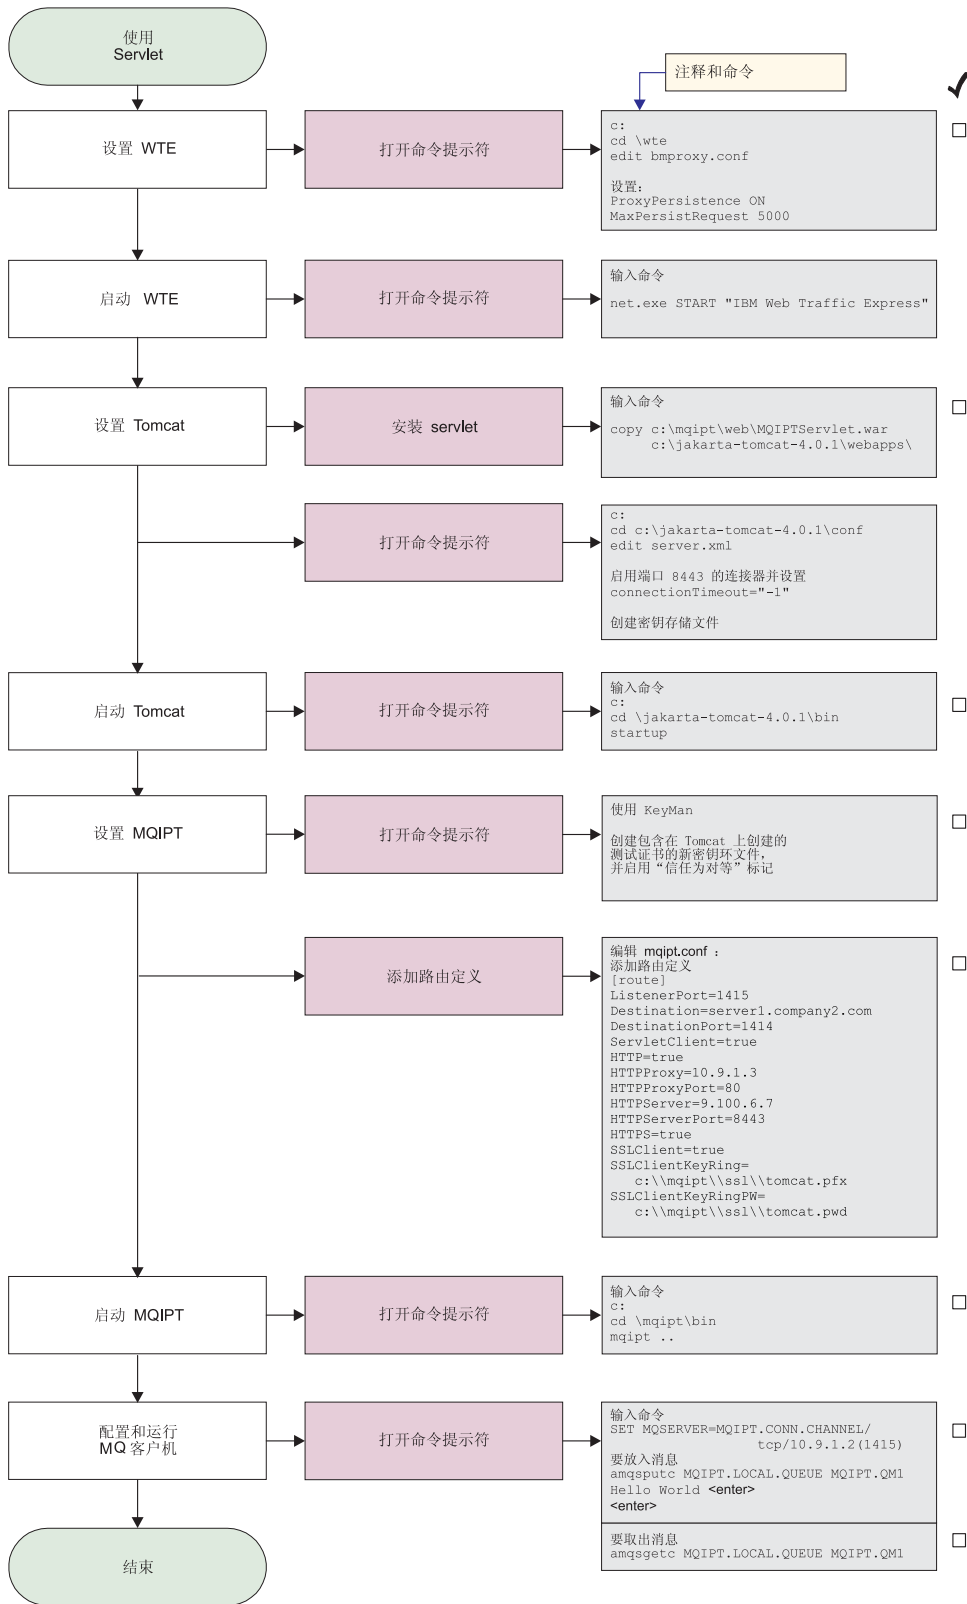 使用
Servlet
注释和命令
设置 WTE
打开命令提示符
c:
cd \wte
edit bmproxy.conf
设置:
ProxyPersistence ON
MaxPersistRequest 5000
启动 WTE
打开命令提示符
输入命令
net.exe START "IBM Web Traffic Express"
设置 Tomcat
安装 servlet
输入命令
copy c:\mqipt\web\MQIPTServlet.war
c:\jakarta-tomcat-4.0.1\webapps\
打开命令提示符
c:
cd c:\jakarta-tomcat-4.0.1\conf
edit server.xml
启用端口 8443 的连接器并设置
connectionTimeout="-1"
创建密钥存储文件
启动 Tomcat
打开命令提示符
输入命令
c:
cd \jakarta-tomcat-4.0.1\bin
startup
设置 MQIPT
打开命令提示符
使用 KeyMan
创建包含在 Tomcat 上创建的
测试证书的新密钥环文件，
并启用“信任为对等”标记
添加路由定义
编辑 mqipt.conf ：
添加路由定义
[route]
ListenerPort=1415
Destination=server1.company2.com
DestinationPort=1414
ServletClient=true
HTTP=true
HTTPProxy=10.9.1.3
HTTPProxyPort=80
HTTPServer=9.100.6.7
HTTPServerPort=8443
HTTPS=true
SSLClient=true
SSLClientKeyRing=
c:\\mqipt\\ssl\\tomcat.pfx
SSLClientKeyRingPW=
c:\\mqipt\\ssl\\tomcat.pwd
启动 MQIPT
打开命令提示符
输入命令
c:
cd \mqipt\bin
mqipt ..
配置和运行
MQ 客户机
打开命令提示符
输入命令
SET MQSERVER=MQIPT.CONN.CHANNEL/
tcp/10.9.1.2(1415)
要放入消息
amqsputc MQIPT.LOCAL.QUEUE MQIPT.QM1
Hello World <enter>
<enter>
要取出消息
amqsgetc MQIPT.LOCAL.QUEUE MQIPT.QM1
结束